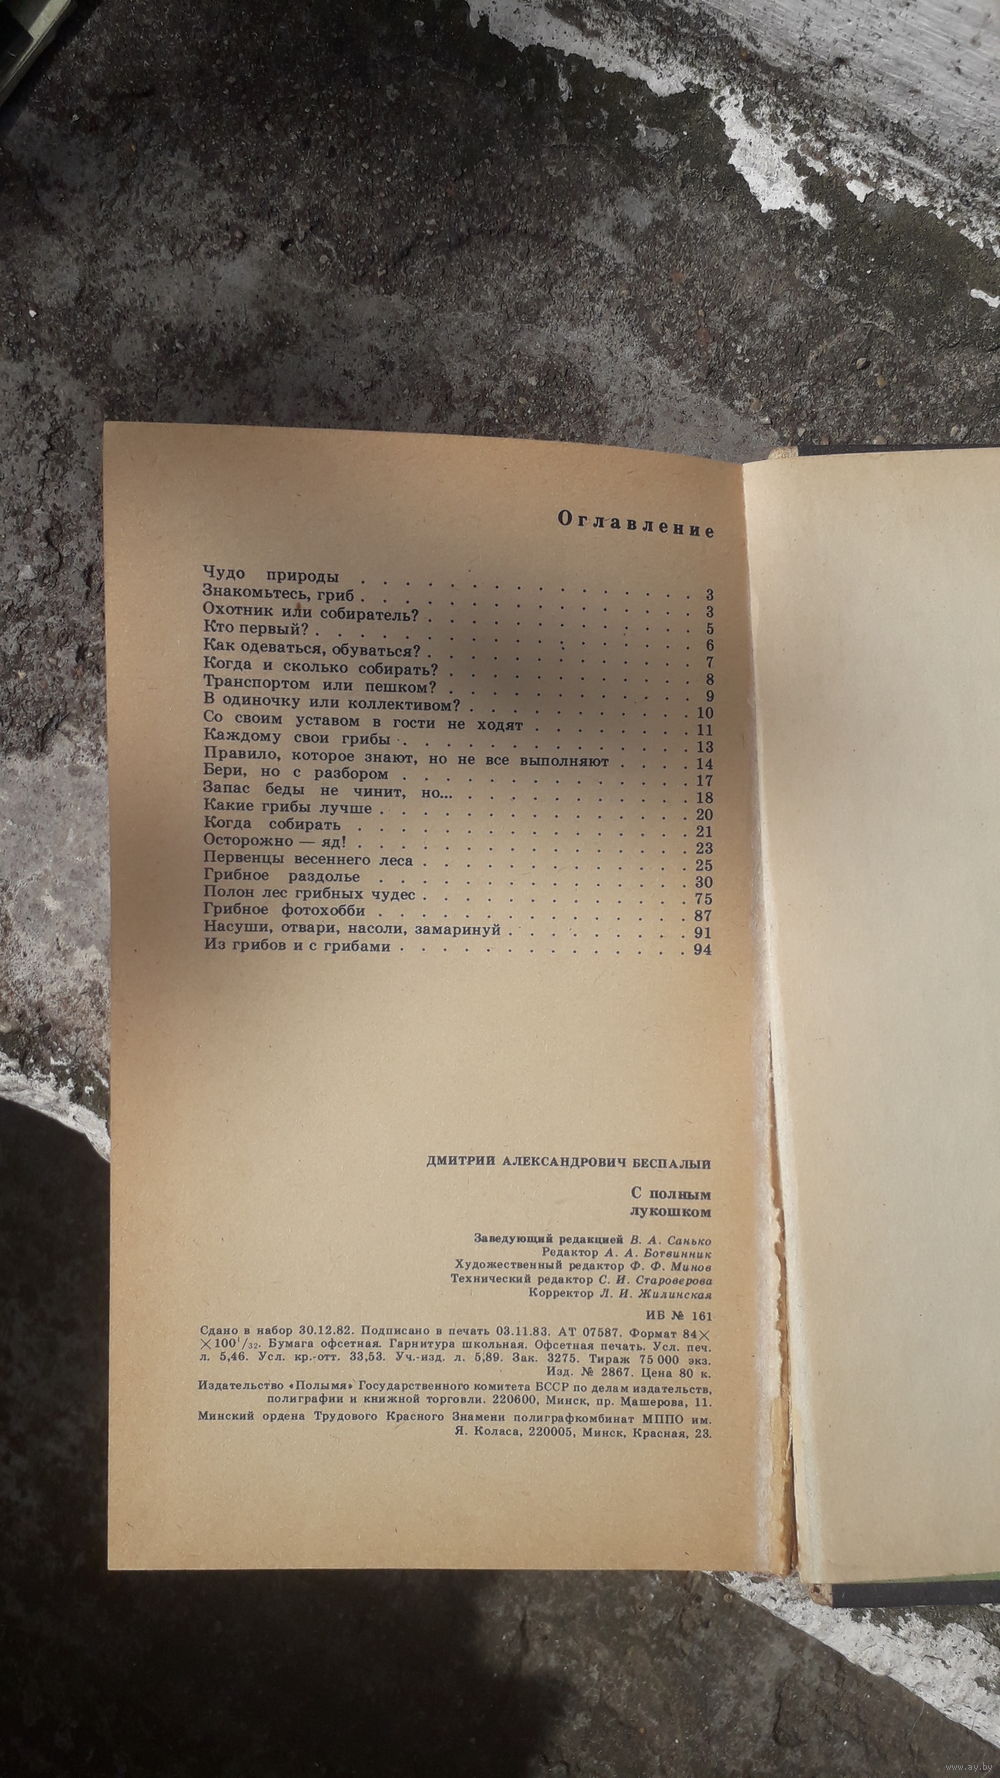 Оглавление
Чудо природы . . . . . . . . . . . . . . . 3
Знакомьтесь, гриб . . . . . . . . . . . . . . . 3
Охотник или собиратель? . . . . . . . . . . . . 5
Кто первый? . . . . . . . . . . . . . . . . 6
Как одеваться, обуваться? . . . . . . . . . . . . 7
Когда и сколько собирать? . . . . . . . . . . . 8
Транспортом или пешком? . . . . . . . . . . . 9
В одиночку или коллективом? . . . . . . . . . . 10
Со своим уставом в гости не ходят . . . . . . . 11
Каждому свои грибы . . . . . . . . . . . . . 13
Правило, которое знают, но не все выполняют . . . . 14
Бери, но с разбором . . . . . . . . . . . . . 17
Запас беды не чинит, но... . . . . . . . . . . 18
Какие грибы лучше . . . . . . . . . . . . . . 20
Когда собирать . . . . . . . . . . . . . . . 21
Осторожно — яд! . . . . . . . . . . . . . . . 23
Первенцы весеннего леса . . . . . . . . . . . . 25
Грибное раздолье . . . . . . . . . . . . . . 30
Полон лес грибных чудес . . . . . . . . . . . . 75
Грибное фотохобби . . . . . . . . . . . . . . 87
Насуши, отвари, насоли, замаринуй . . . . . . . . 91
Из грибов и с грибами . . . . . . . . . . . . 94
ДМИТРИЙ АЛЕКСАНДРОВИЧ БЕСПАЛЫЙ
С полным
лукошком
Заведующий редакцией В. А. Санько
Редактор А. А. Ботвинник
Художественный редактор Ф. Ф. Минов
Технический редактор С. И. Староверова
Корректор Л. И. Жилинская
ИБ № 161
Сдано в набор 30.12.82. Подписано в печать 03.11.83. АТ 07587. Формат 84×
×100¹/₃₂. Бумага офсетная. Гарнитура школьная. Офсетная печать. Усл. печ.
л. 5,46. Усл. кр.-отт. 33,53. Уч.-изд. л. 5,89. Зак. 3275. Тираж 75 000 экз.
Изд. № 2867. Цена 80 к.
Издательство «Полымя» Государственного комитета БССР по делам издательств,
полиграфии и книжной торговли. 220600, Минск, пр. Машерова, 11.
Минский ордена Трудового Красного Знамени полиграфкомбинат МППО им.
Я. Коласа, 220005, Минск, Красная, 23.
www.ay.by